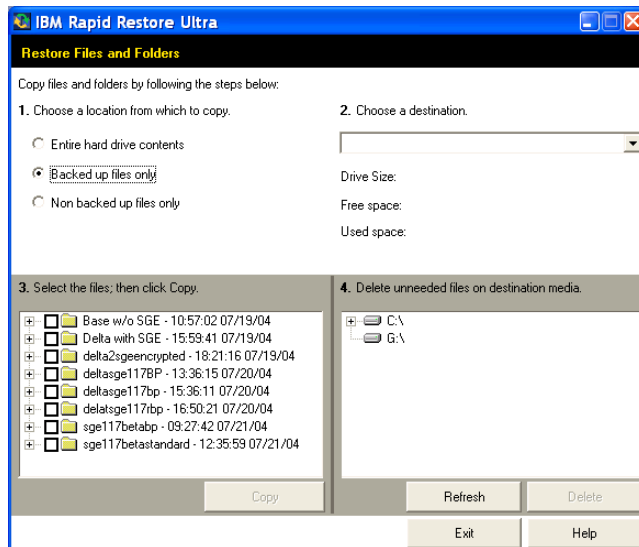 IBM Rapid Restore Ultra
Restore Files and Folders
Copy files and folders by following the steps below:
1. Choose a location from which to copy.
Entire hard drive contents
Backed up files only
Non backed up files only
2. Choose a destination.
Drive Size:
Free space:
Used space:
3. Select the files; then click Copy.
Base w/o SGE - 10:57:02 07/19/04
Delta with SGE - 15:59:41 07/19/04
delta2sgeencrypted - 18:21:16 07/19/04
deltasge117BP - 13:36:15 07/20/04
deltasge117bp - 15:36:11 07/20/04
delatsge117rbp - 16:50:21 07/20/04
sge117betabp - 09:27:42 07/21/04
sge117betastandard - 12:35:59 07/21/04
Copy
4. Delete unneeded files on destination media.
C:\
G:\
Refresh
Delete
Exit
Help